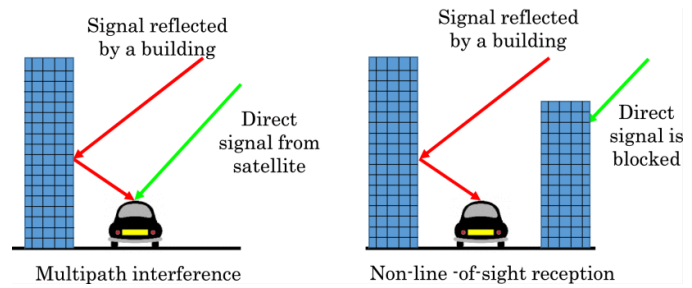 Signal reflected
by a building
Direct
signal from
satellite
Multipath interference
Signal reflected
by a building
Direct
signal is
blocked
Non-line -of-sight reception